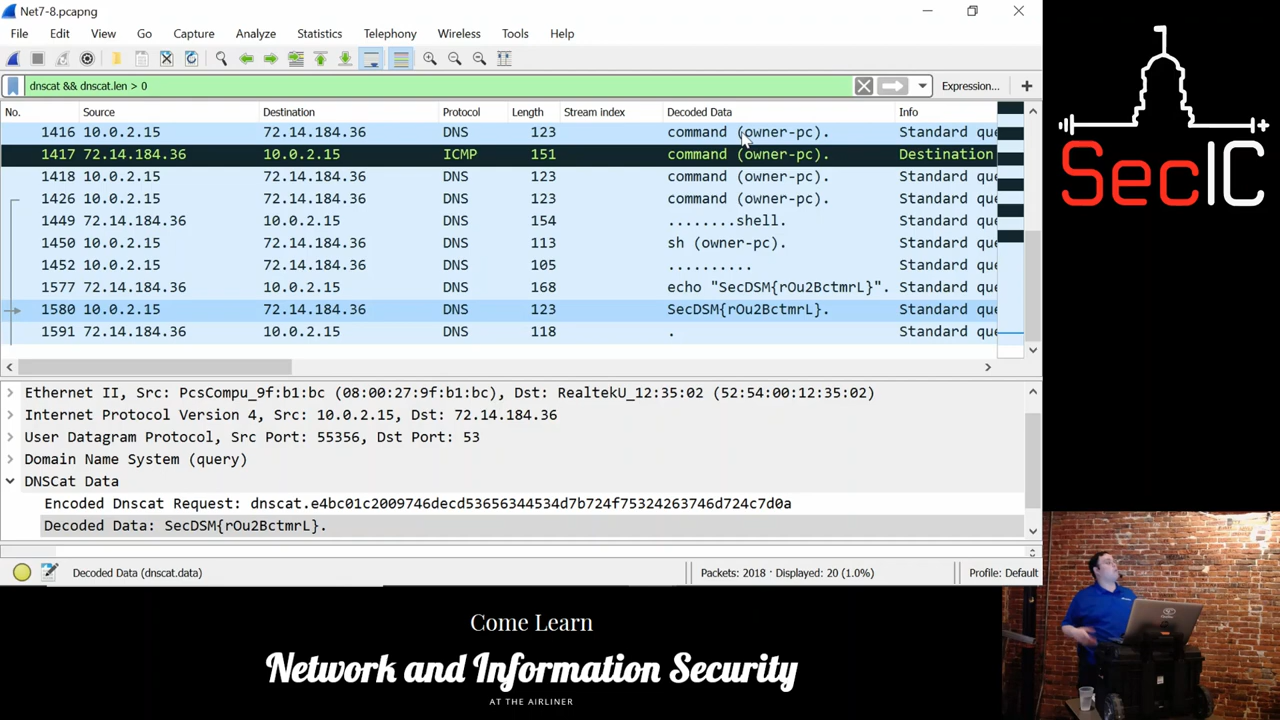 Net7-8.pcapng
File Edit View Go Capture Analyze Statistics Telephony Wireless Tools Help
dnscat && dnscat.len > 0
Expression...
No. Source Destination Protocol Length Stream index Decoded Data Info
1416 10.0.2.15 72.14.184.36 DNS 123 command (owner-pc). Standard que
1417 72.14.184.36 10.0.2.15 ICMP 151 command (owner-pc). Destination
1418 10.0.2.15 72.14.184.36 DNS 123 command (owner-pc). Standard que
1426 10.0.2.15 72.14.184.36 DNS 123 command (owner-pc). Standard que
1449 72.14.184.36 10.0.2.15 DNS 154 ........shell. Standard que
1450 10.0.2.15 72.14.184.36 DNS 113 sh (owner-pc). Standard que
1452 10.0.2.15 72.14.184.36 DNS 105 .......... Standard que
1577 72.14.184.36 10.0.2.15 DNS 168 echo "SecDSM{rOu2BctmrL}". Standard que
1580 10.0.2.15 72.14.184.36 DNS 123 SecDSM{rOu2BctmrL}. Standard que
1591 72.14.184.36 10.0.2.15 DNS 118 . Standard que
Ethernet II, Src: PcsCompu_9f:b1:bc (08:00:27:9f:b1:bc), Dst: RealtekU_12:35:02 (52:54:00:12:35:02)
Internet Protocol Version 4, Src: 10.0.2.15, Dst: 72.14.184.36
User Datagram Protocol, Src Port: 55356, Dst Port: 53
Domain Name System (query)
DNSCat Data
Encoded Dnscat Request: dnscat.e4bc01c2009746decd53656344534d7b724f75324263746d724c7d0a
Decoded Data: SecDSM{rOu2BctmrL}.
Decoded Data (dnscat.data)
Packets: 2018 · Displayed: 20 (1.0%)
Profile: Default
SecIC
Come Learn
Network and Information Security
AT THE AIRLINER